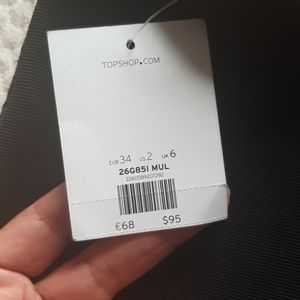 TOPSHOP.COM
EUR 34 US 2 UK 6
26G85I MUL
€68 $95